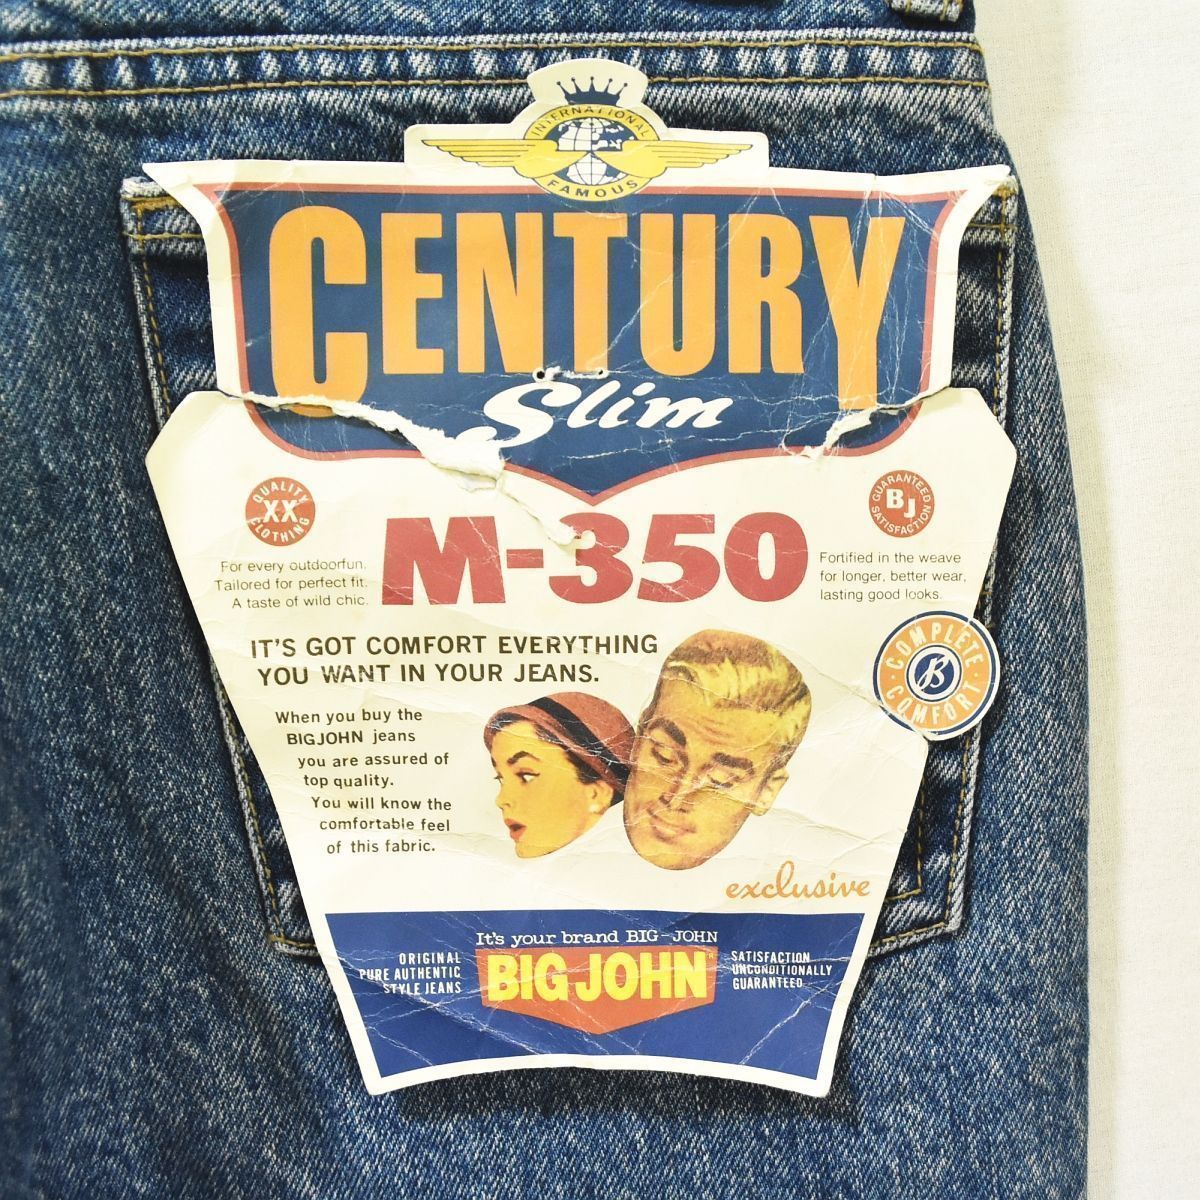 INTERNATIONAL
FAMOUS
CENTURY
Slim
QUALITY
XX
CLOTHING
GUARANTEED
BJ
SATISFACTION
M-350
For every outdoorfun.
Tailored for perfect fit.
A taste of wild chic.
Fortified in the weave
for longer, better wear,
lasting good looks.
COMPLETE
B
COMFORT
IT'S GOT COMFORT EVERYTHING
YOU WANT IN YOUR JEANS.
When you buy the
BIGJOHN jeans
you are assured of
top quality.
You will know the
comfortable feel
of this fabric.
exclusive
It's your brand BIG-JOHN
ORIGINAL
PURE AUTHENTIC
STYLE JEANS
BIG JOHN
SATISFACTION
UNCONDITIONALLY
GUARANTEED